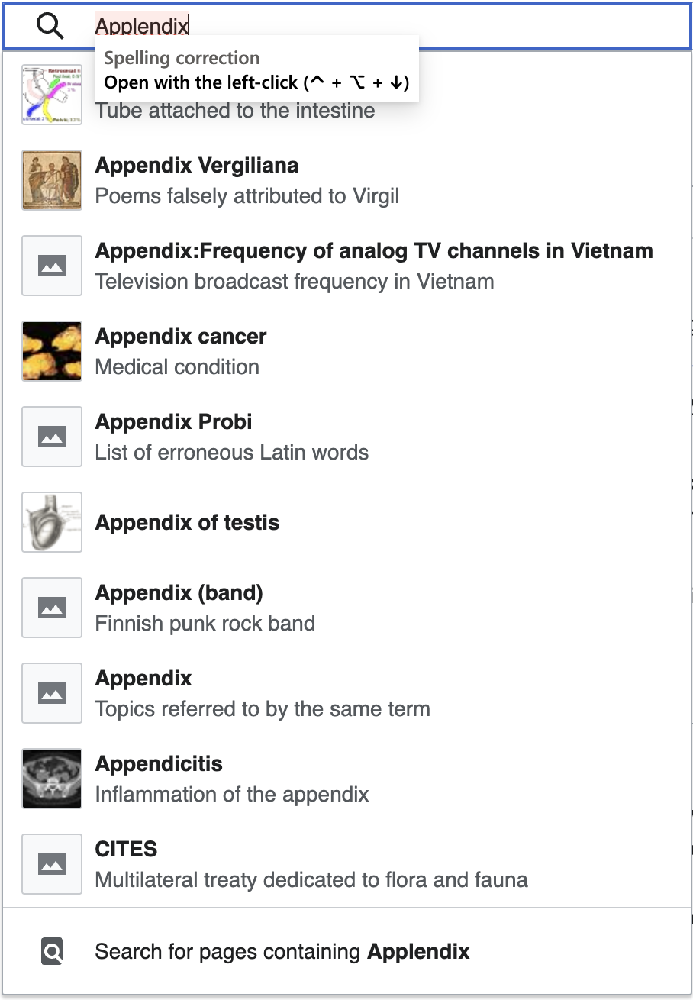 Applendix
Spelling correction
Open with the left-click (^ + ⌥ + ↓)
Tube attached to the intestine
Appendix Vergiliana
Poems falsely attributed to Virgil
Appendix:Frequency of analog TV channels in Vietnam
Television broadcast frequency in Vietnam
Appendix cancer
Medical condition
Appendix Probi
List of erroneous Latin words
Appendix of testis
Appendix (band)
Finnish punk rock band
Appendix
Topics referred to by the same term
Appendicitis
Inflammation of the appendix
CITES
Multilateral treaty dedicated to flora and fauna
Search for pages containing Applendix